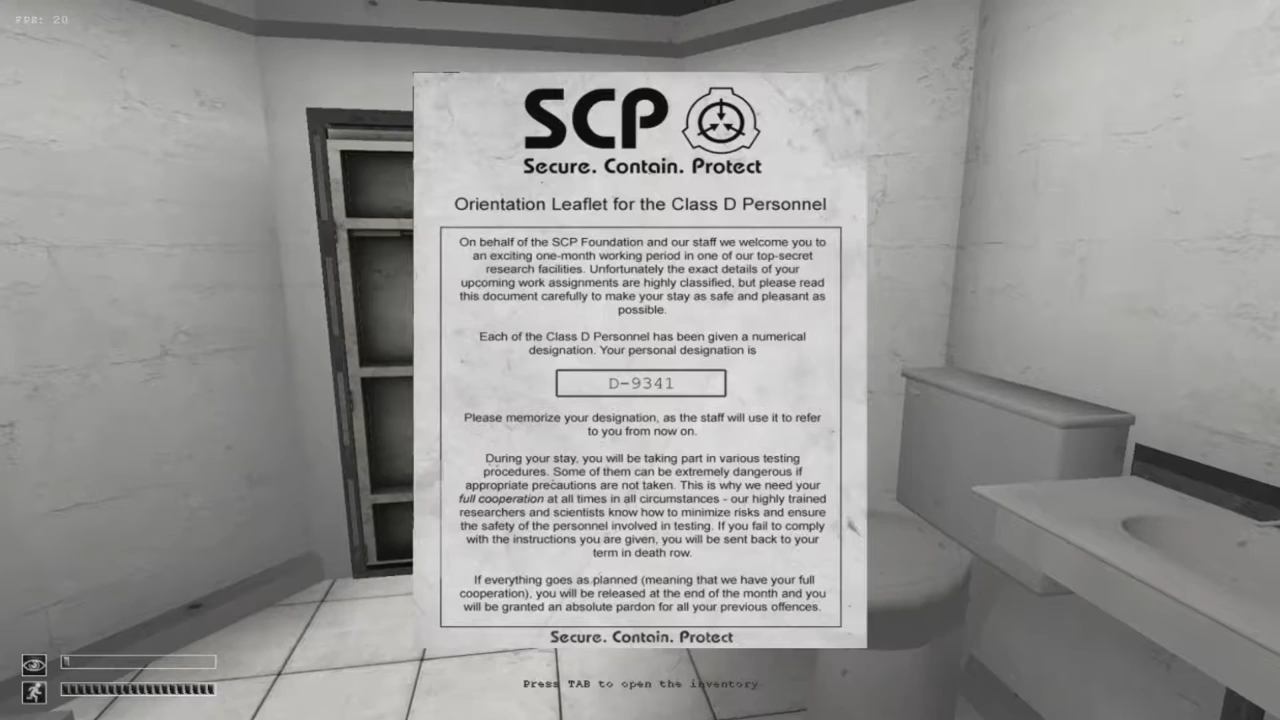 FPS: 20
SCP
Secure. Contain. Protect
Orientation Leaflet for the Class D Personnel
On behalf of the SCP Foundation and our staff we welcome you to
an exciting one-month working period in one of our top-secret
research facilities. Unfortunately the exact details of your
upcoming work assignments are highly classified, but please read
this document carefully to make your stay as safe and pleasant as
possible.
Each of the Class D Personnel has been given a numerical
designation. Your personal designation is
D-9341
Please memorize your designation, as the staff will use it to refer
to you from now on.
During your stay, you will be taking part in various testing
procedures. Some of them can be extremely dangerous if
appropriate precautions are not taken. This is why we need your
full cooperation at all times in all circumstances - our highly trained
researchers and scientists know how to minimize risks and ensure
the safety of the personnel involved in testing. If you fail to comply
with the instructions you are given, you will be sent back to your
term in death row.
If everything goes as planned (meaning that we have your full
cooperation), you will be released at the end of the month and you
will be granted an absolute pardon for all your previous offences.
Secure. Contain. Protect
Press TAB to open the inventory